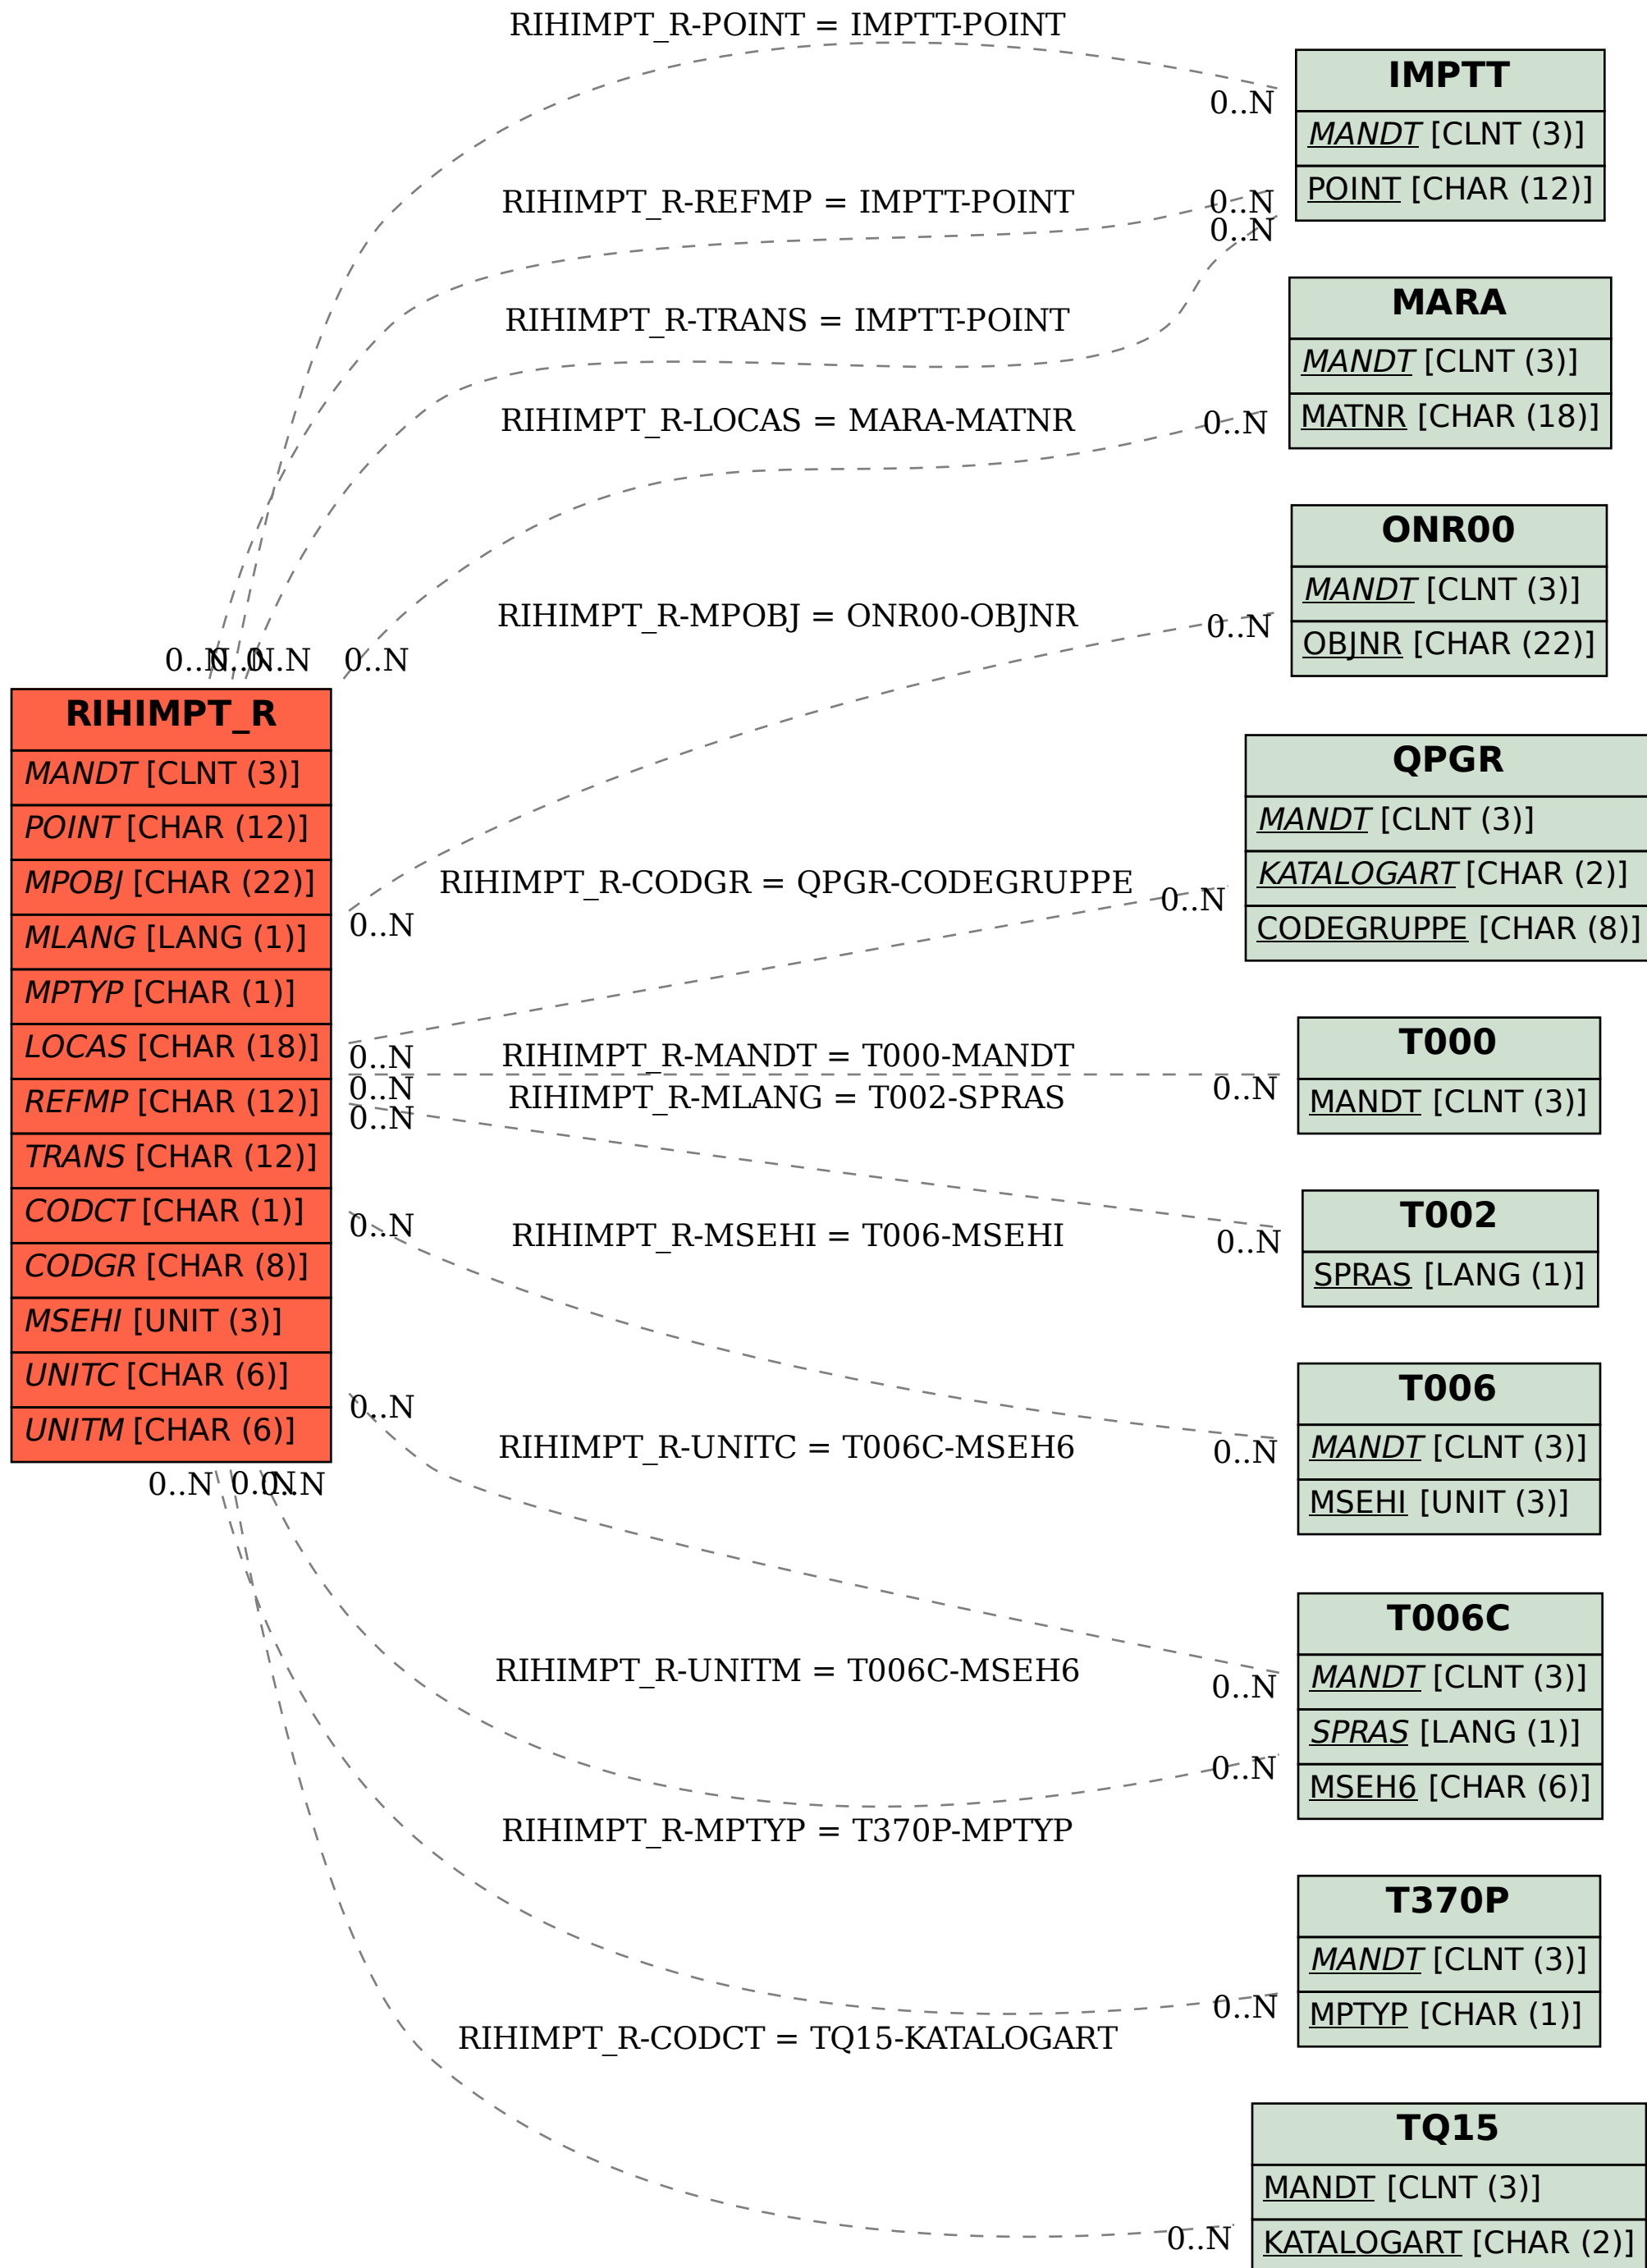 RIHIMPT_R-POINT = IMPTT-POINT
0..N
IMPTT
MANDT [CLNT (3)]
POINT [CHAR (12)]
RIHIMPT_R-REFMP = IMPTT-POINT
0..N
0..N
RIHIMPT_R-TRANS = IMPTT-POINT
MARA
MANDT [CLNT (3)]
MATNR [CHAR (18)]
RIHIMPT_R-LOCAS = MARA-MATNR
0..N
ONR00
MANDT [CLNT (3)]
OBJNR [CHAR (22)]
RIHIMPT_R-MPOBJ = ONR00-OBJNR
0..N
0..N
0..N
0..N
0..N
RIHIMPT_R
MANDT [CLNT (3)]
POINT [CHAR (12)]
MPOBJ [CHAR (22)]
MLANG [LANG (1)]
MPTYP [CHAR (1)]
LOCAS [CHAR (18)]
REFMP [CHAR (12)]
TRANS [CHAR (12)]
CODCT [CHAR (1)]
CODGR [CHAR (8)]
MSEHI [UNIT (3)]
UNITC [CHAR (6)]
UNITM [CHAR (6)]
QPGR
MANDT [CLNT (3)]
KATALOGART [CHAR (2)]
CODEGRUPPE [CHAR (8)]
RIHIMPT_R-CODGR = QPGR-CODEGRUPPE
0..N
0..N
0..N
RIHIMPT_R-MANDT = T000-MANDT
0..N
0..N
T000
MANDT [CLNT (3)]
RIHIMPT_R-MLANG = T002-SPRAS
0..N
0..N
T002
SPRAS [LANG (1)]
RIHIMPT_R-MSEHI = T006-MSEHI
0..N
0..N
T006
MANDT [CLNT (3)]
MSEHI [UNIT (3)]
RIHIMPT_R-UNITC = T006C-MSEH6
0..N
0..N
0..N
0..N
0..N
T006C
MANDT [CLNT (3)]
SPRAS [LANG (1)]
MSEH6 [CHAR (6)]
RIHIMPT_R-UNITM = T006C-MSEH6
0..N
0..N
RIHIMPT_R-MPTYP = T370P-MPTYP
T370P
MANDT [CLNT (3)]
MPTYP [CHAR (1)]
0..N
RIHIMPT_R-CODCT = TQ15-KATALOGART
TQ15
MANDT [CLNT (3)]
KATALOGART [CHAR (2)]
0..N